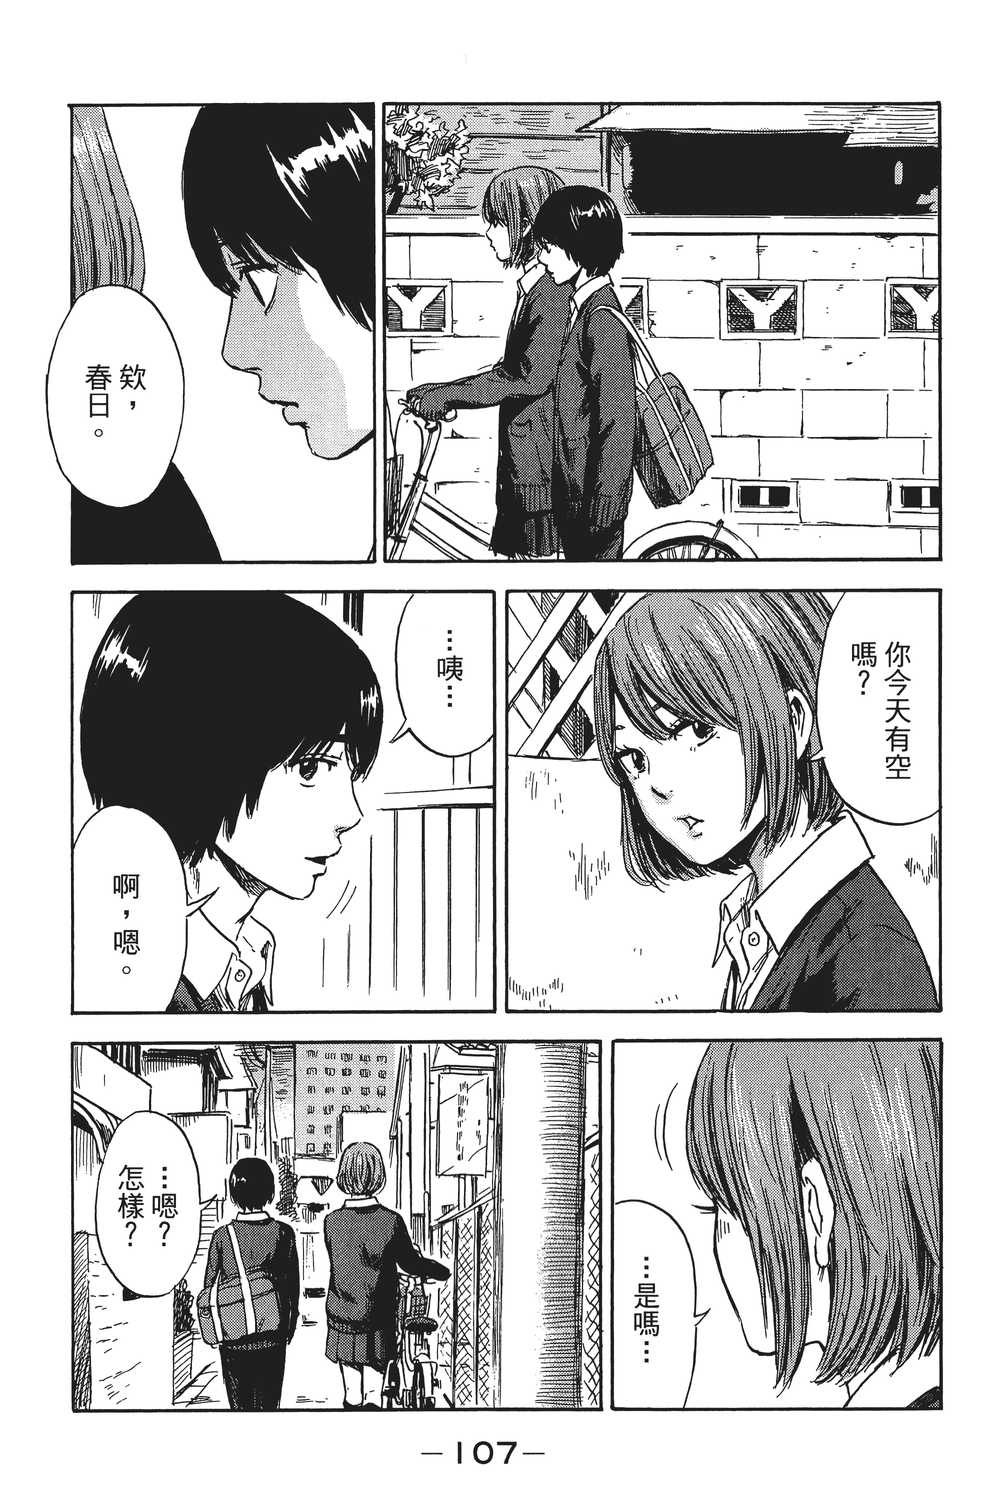 欸，
春日。
你今天有空
嗎？
…咦…
啊，嗯。
…是嗎…
…嗯？
怎樣？
—107—